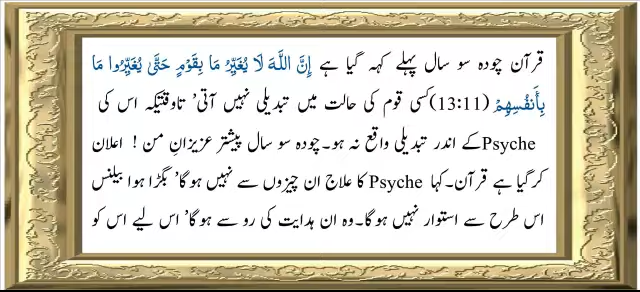 قرآن چودہ سو سال پہلے کہہ گیا ہے إِنَّ اللَّهَ لَا يُغَيِّرُ مَا بِقَوْمٍ حَتَّىٰ يُغَيِّرُوا مَا
بِأَنفُسِهِمْ (13:11) کسی قوم کی حالت میں تبدیلی نہیں آتی’ تاوقتیکہ اس کی
Psyche کے اندر تبدیلی واقع نہ ہو۔ چودہ سو سال پیشتر عزیزانِ من ! اعلان
کر گیا ہے قرآن۔ کہا Psyche کا علاج ان چیزوں سے نہیں ہوگا’ بگڑا ہوا بیلنس
اس طرح سے استوار نہیں ہوگا۔ وہ ان ہدایت کی رو سے ہوگا’ اس لیے اس کو